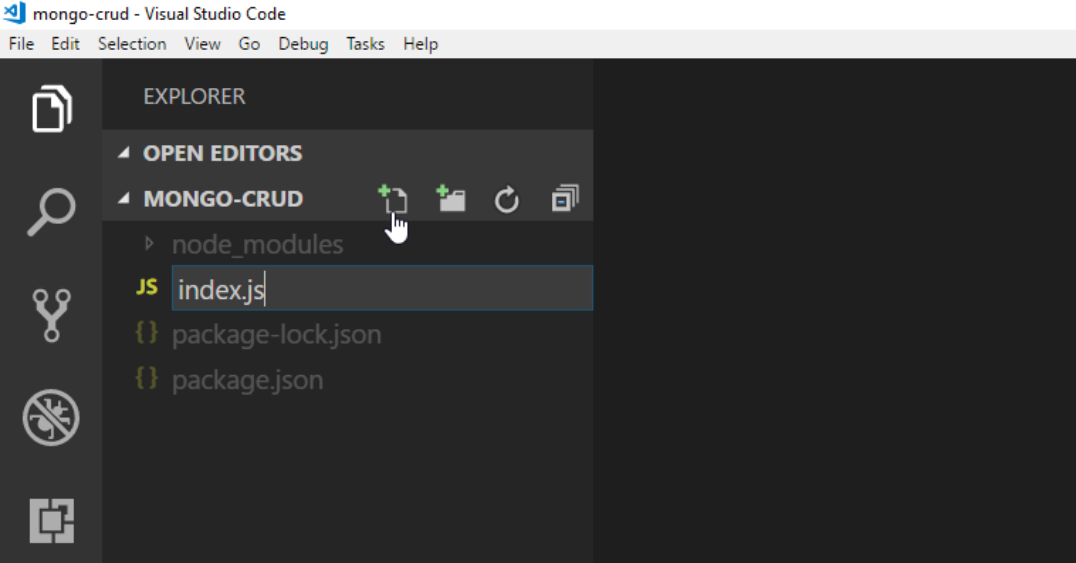 mongo-crud - Visual Studio Code
File Edit Selection View Go Debug Tasks Help
EXPLORER
OPEN EDITORS
MONGO-CRUD
node_modules
JS index.js
{} package-lock.json
{} package.json